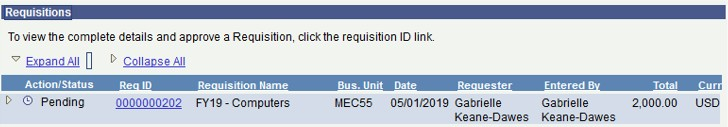 Requisitions
To view the complete details and approve a Requisition, click the requisition ID link.
Expand All Collapse All
Action/Status Req ID Requisition Name Bus. Unit Date Requester Entered By Total Curr
Pending 0000000202 FY19 - Computers MEC55 05/01/2019 Gabrielle Keane-Dawes Gabrielle Keane-Dawes 2,000.00 USD